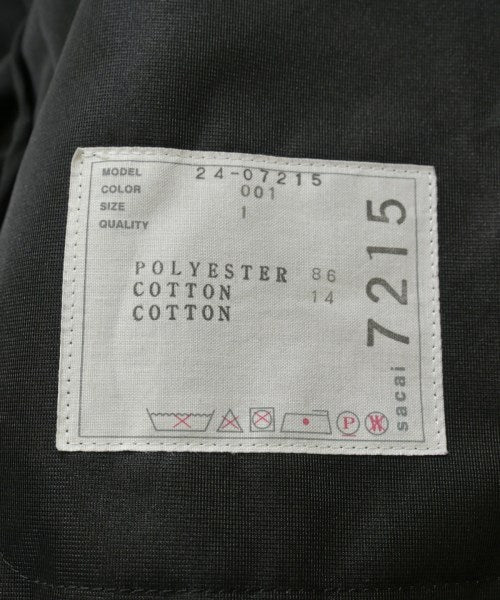 MODEL 24-07215
COLOR 001
SIZE 1
QUALITY
POLYESTER 86
COTTON 14
COTTON
P
W
sacai 7215